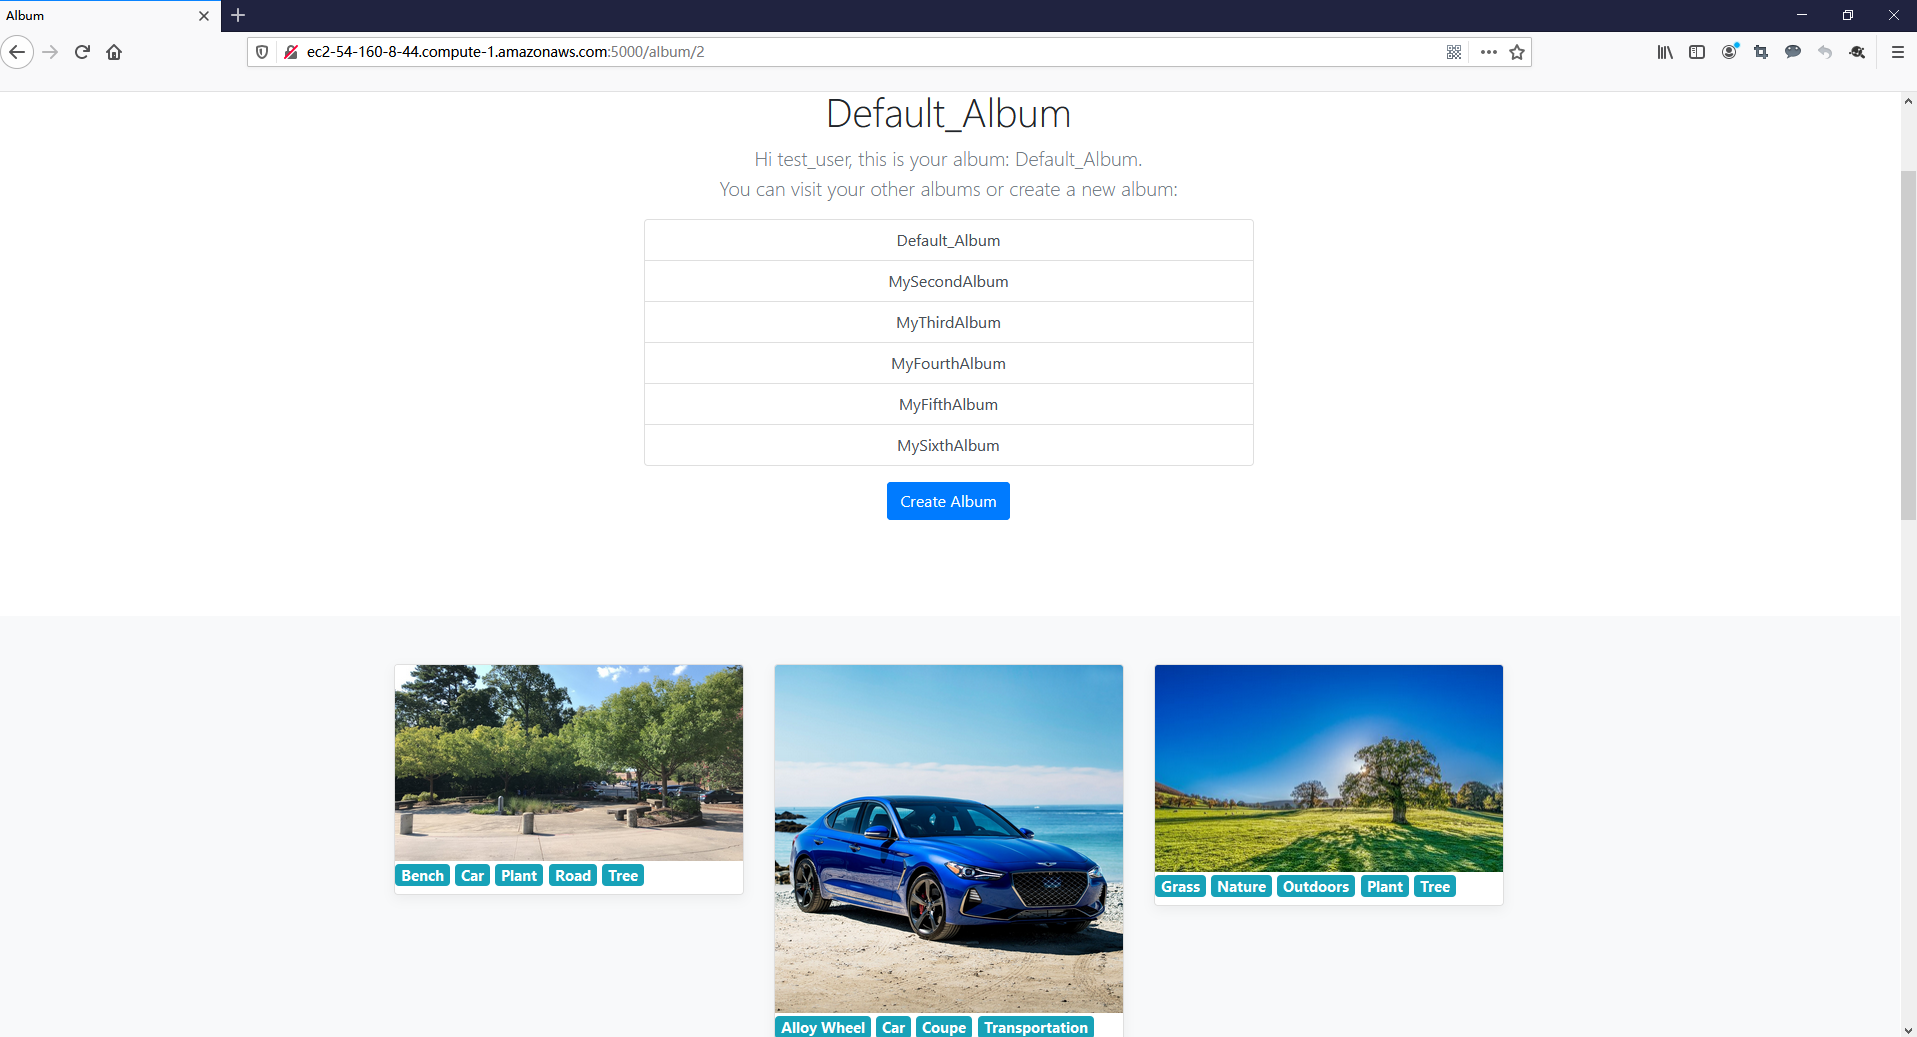 Album
ec2-54-160-8-44.compute-1.amazonaws.com:5000/album/2
Default_Album
Hi test_user, this is your album: Default_Album.
You can visit your other albums or create a new album:
Default_Album
MySecondAlbum
MyThirdAlbum
MyFourthAlbum
MyFifthAlbum
MySixthAlbum
Create Album
Bench Car Plant Road Tree
Grass Nature Outdoors Plant Tree
Alloy Wheel Car Coupe Transportation